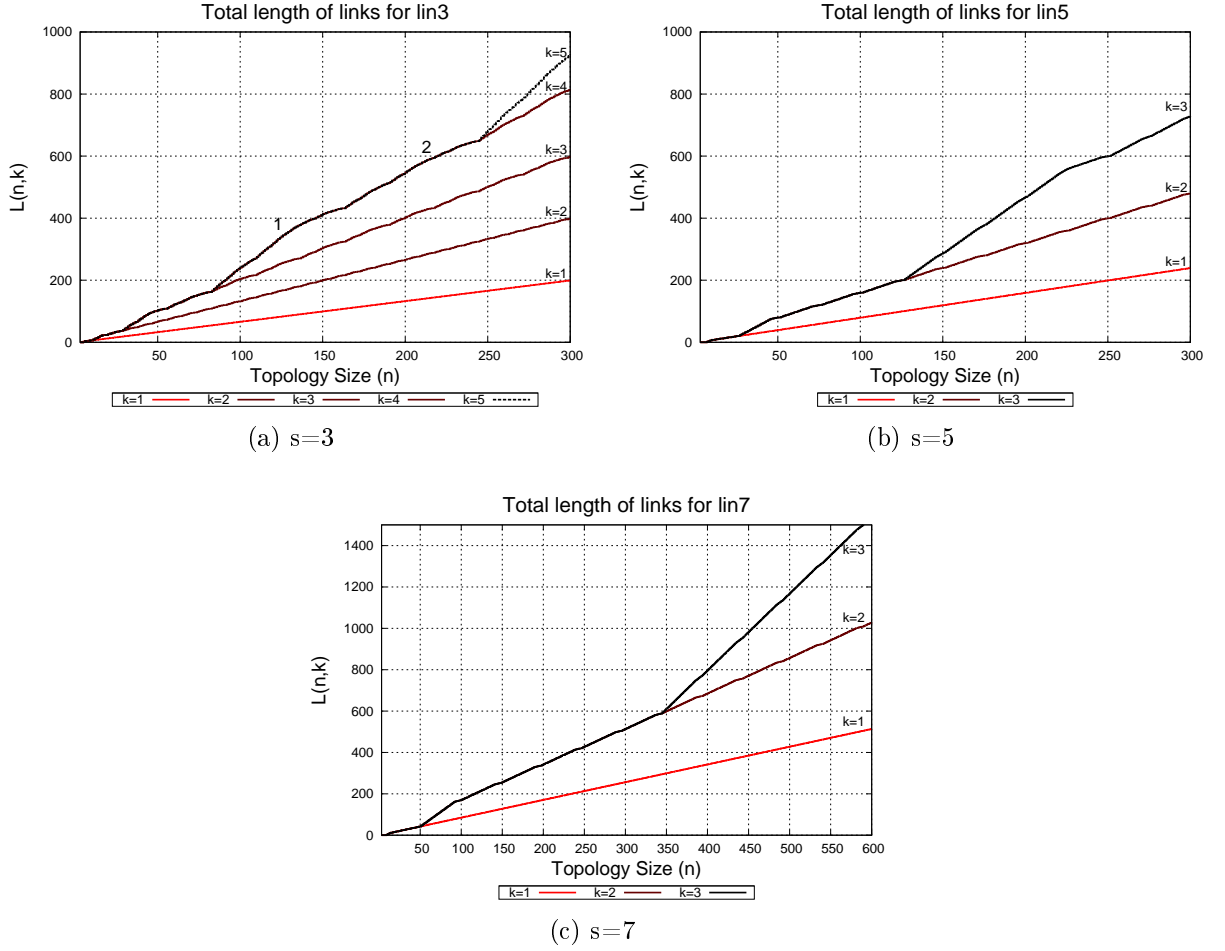 Total length of links for lin3
1000
800
600
400
200
0
L(n,k)
k=5
k=4
k=3
k=2
k=1
2
1
50
100
150
200
250
300
Topology Size (n)
k=1 k=2 k=3 k=4 k=5
(a) s=3
Total length of links for lin5
1000
800
600
400
200
0
L(n,k)
k=3
k=2
k=1
50
100
150
200
250
300
Topology Size (n)
k=1 k=2 k=3
(b) s=5
Total length of links for lin7
1400
1200
1000
800
600
400
200
0
L(n,k)
k=3
k=2
k=1
50
100
150
200
250
300
350
400
450
500
550
600
Topology Size (n)
k=1 k=2 k=3
(c) s=7